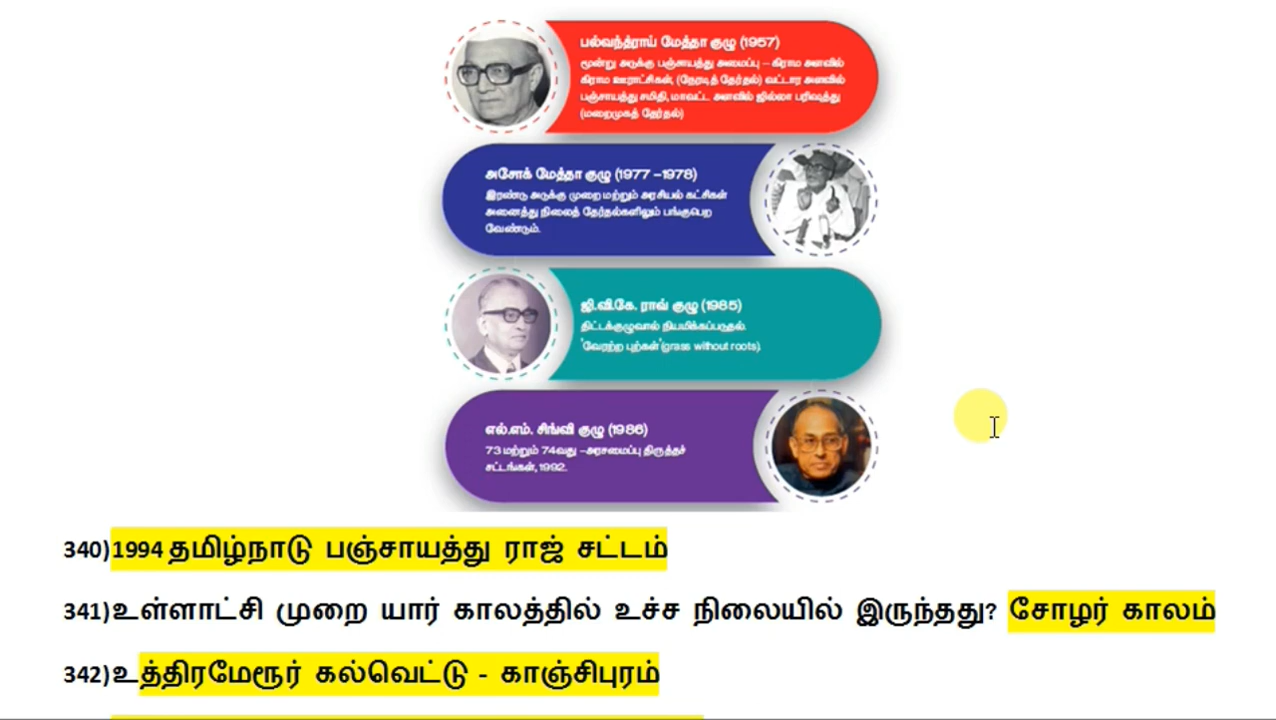 பல்வந்த்ராய் மேத்தா குழு (1957)
மூன்று அடுக்கு பஞ்சாயத்து அமைப்பு – கிராம அளவில்
கிராம ஊராட்சிகள், (நேரடித் தேர்தல்) வட்டார அளவில்
பஞ்சாயத்து சமிதி, மாவட்ட அளவில் ஜில்லா பரிஷத்து
(மறைமுகத் தேர்தல்)
அசோக் மேத்தா குழு (1977 –1978)
இரண்டு அடுக்கு முறை மற்றும் அரசியல் கட்சிகள்
அனைத்து நிலைத் தேர்தல்களிலும் பங்குபெற
வேண்டும்.
ஜி.வி.கே. ராவ் குழு (1985)
திட்டக்குழுவால் நியமிக்கப்படுதல்.
'வேரற்ற புற்கள்'(grass without roots).
எல்.எம். சிங்வி குழு (1986)
73 மற்றும் 74வது –அரசமைப்பு திருத்தச்
சட்டங்கள், 1992.
340)1994 தமிழ்நாடு பஞ்சாயத்து ராஜ் சட்டம்
341)உள்ளாட்சி முறை யார் காலத்தில் உச்ச நிலையில் இருந்தது? சோழர் காலம்
342)உத்திரமேரூர் கல்வெட்டு - காஞ்சிபுரம்